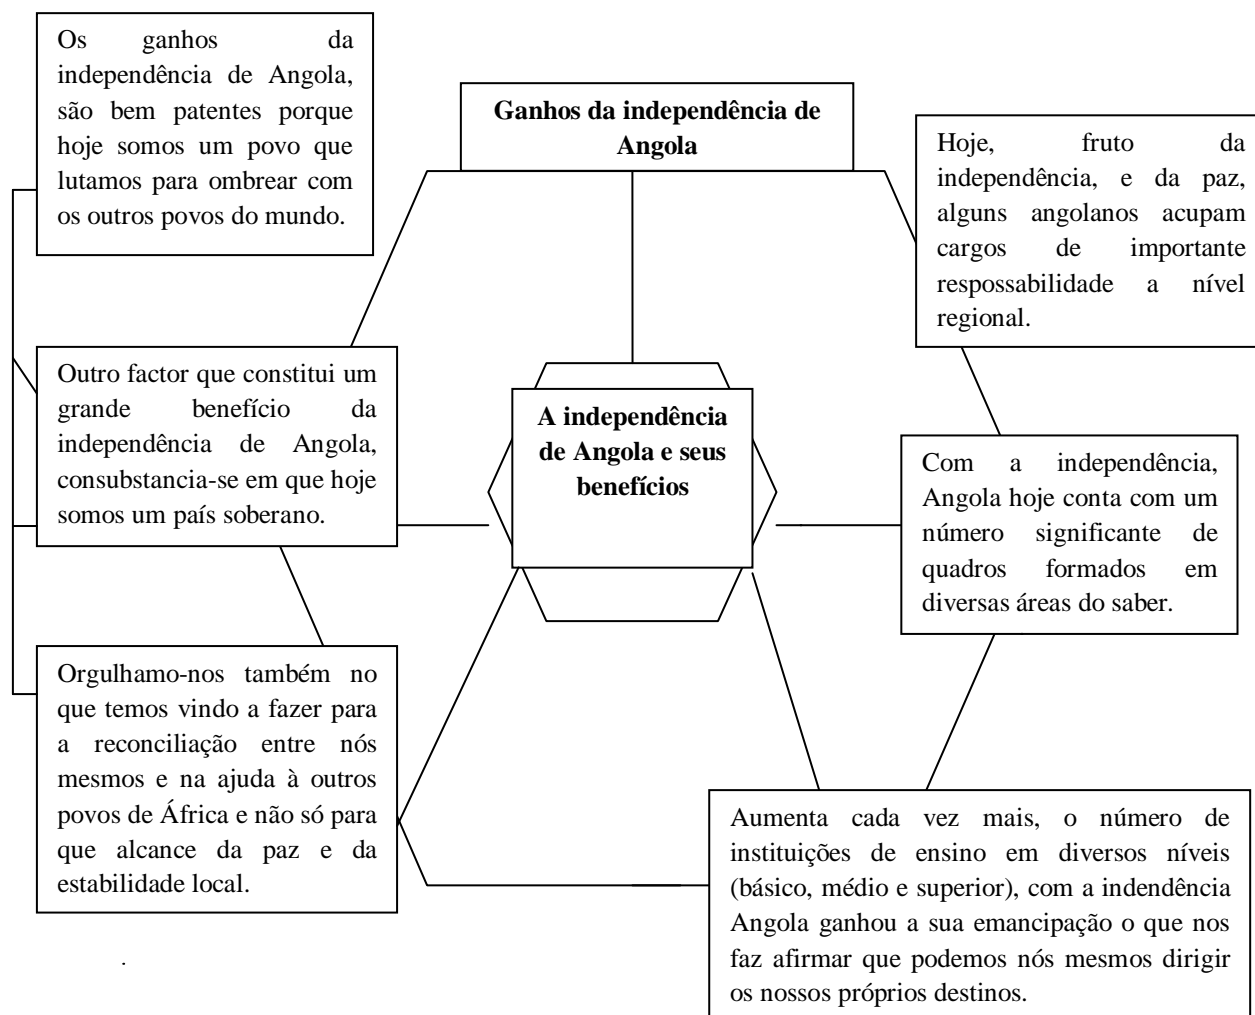 Os ganhos da
independência de Angola,
são bem patentes porque
hoje somos um povo que
lutamos para ombrear com
os outros povos do mundo.
Ganhos da independência de
Angola
Hoje, fruto da
independência, e da paz,
alguns angolanos acupam
cargos de importante
respossabilidade a nível
regional.
Outro factor que constitui um
grande benefício da
independência de Angola,
consubstancia-se em que hoje
somos um país soberano.
A independência
de Angola e seus
benefícios
Com a independência,
Angola hoje conta com um
número significante de
quadros formados em
diversas áreas do saber.
Orgulhamo-nos também no
que temos vindo a fazer para
a reconciliação entre nós
mesmos e na ajuda à outros
povos de África e não só para
que alcance da paz e da
estabilidade local.
Aumenta cada vez mais, o número de
instituições de ensino em diversos níveis
(básico, médio e superior), com a indendência
Angola ganhou a sua emancipação o que nos
faz afirmar que podemos nós mesmos dirigir
os nossos próprios destinos.
.